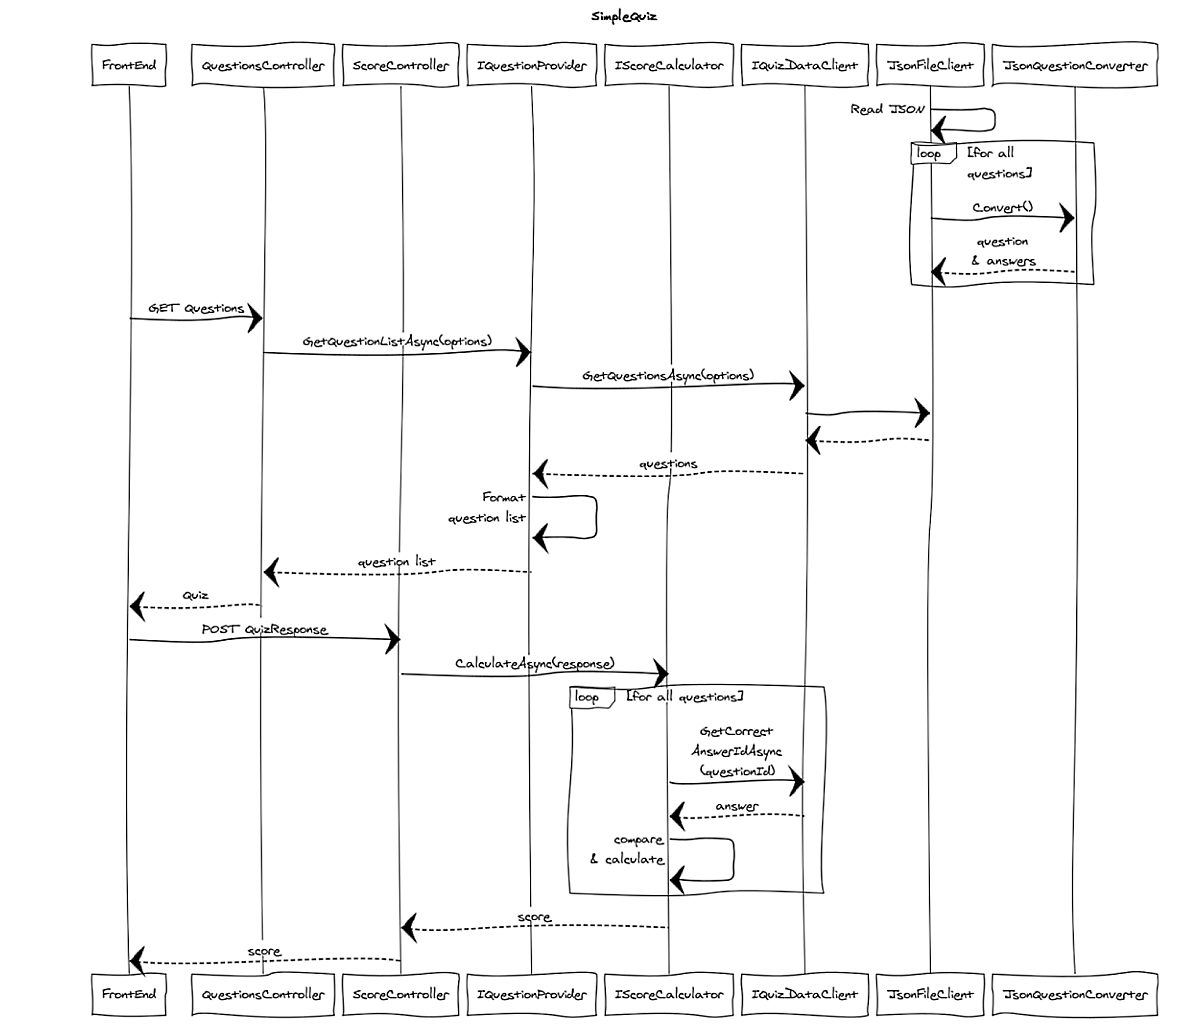 SimpleQuiz
FrontEnd
QuestionsController
ScoreController
IQuestionProvider
IScoreCalculator
IQuizDataClient
JsonFileClient
JsonQuestionConverter
Read JSON
loop
[for all
questions]
Convert()
question
& answers
GET Questions
GetQuestionListAsync(options)
GetQuestionsAsync(options)
questions
Format
question list
question list
Quiz
POST QuizResponse
CalculateAsync(response)
loop
[for all questions]
GetCorrect
AnswerIdAsync
(questionId)
answer
compare
& calculate
score
score
FrontEnd
QuestionsController
ScoreController
IQuestionProvider
IScoreCalculator
IQuizDataClient
JsonFileClient
JsonQuestionConverter